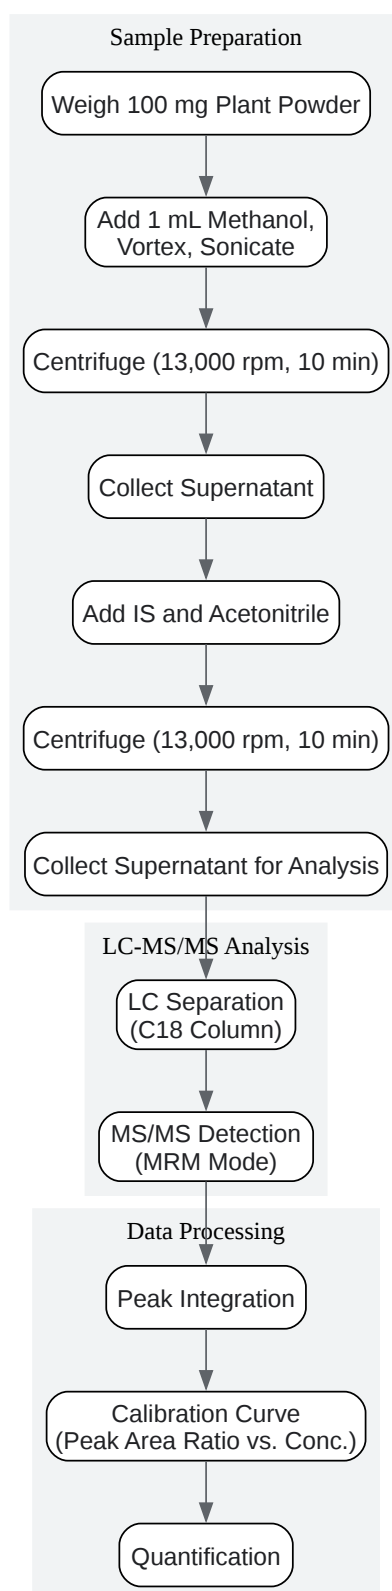 Sample Preparation
Weigh 100 mg Plant Powder
Add 1 mL Methanol,
Vortex, Sonicate
Centrifuge (13,000 rpm, 10 min)
Collect Supernatant
Add IS and Acetonitrile
Centrifuge (13,000 rpm, 10 min)
Collect Supernatant for Analysis
LC-MS/MS Analysis
LC Separation
(C18 Column)
MS/MS Detection
(MRM Mode)
Data Processing
Peak Integration
Calibration Curve
(Peak Area Ratio vs. Conc.)
Quantification